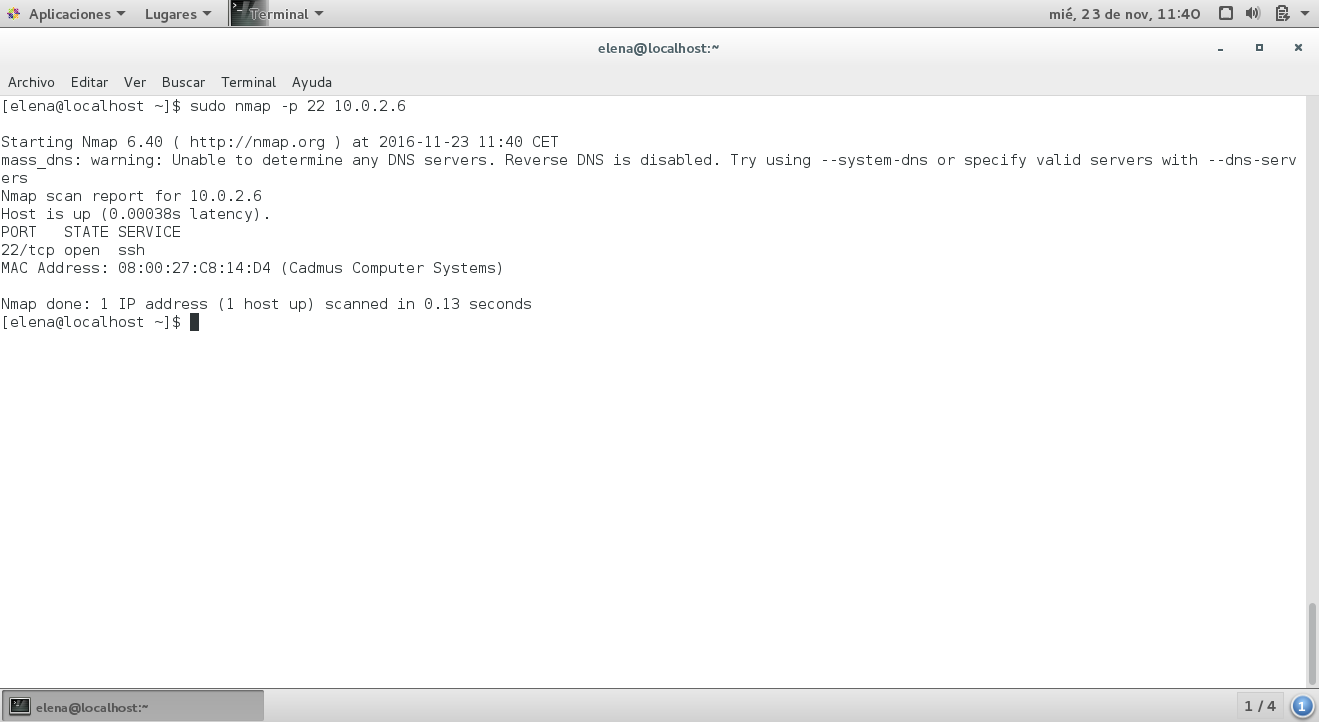 Aplicaciones Lugares Terminal mié, 23 de nov, 11:40
elena@localhost:~
Archivo Editar Ver Buscar Terminal Ayuda
[elena@localhost ~]$ sudo nmap -p 22 10.0.2.6
Starting Nmap 6.40 ( http://nmap.org ) at 2016-11-23 11:40 CET
mass_dns: warning: Unable to determine any DNS servers. Reverse DNS is disabled. Try using --system-dns or specify valid servers with --dns-serv
ers
Nmap scan report for 10.0.2.6
Host is up (0.00038s latency).
PORT   STATE SERVICE
22/tcp open  ssh
MAC Address: 08:00:27:C8:14:D4 (Cadmus Computer Systems)
Nmap done: 1 IP address (1 host up) scanned in 0.13 seconds
[elena@localhost ~]$
elena@localhost:~ 1 / 4 1